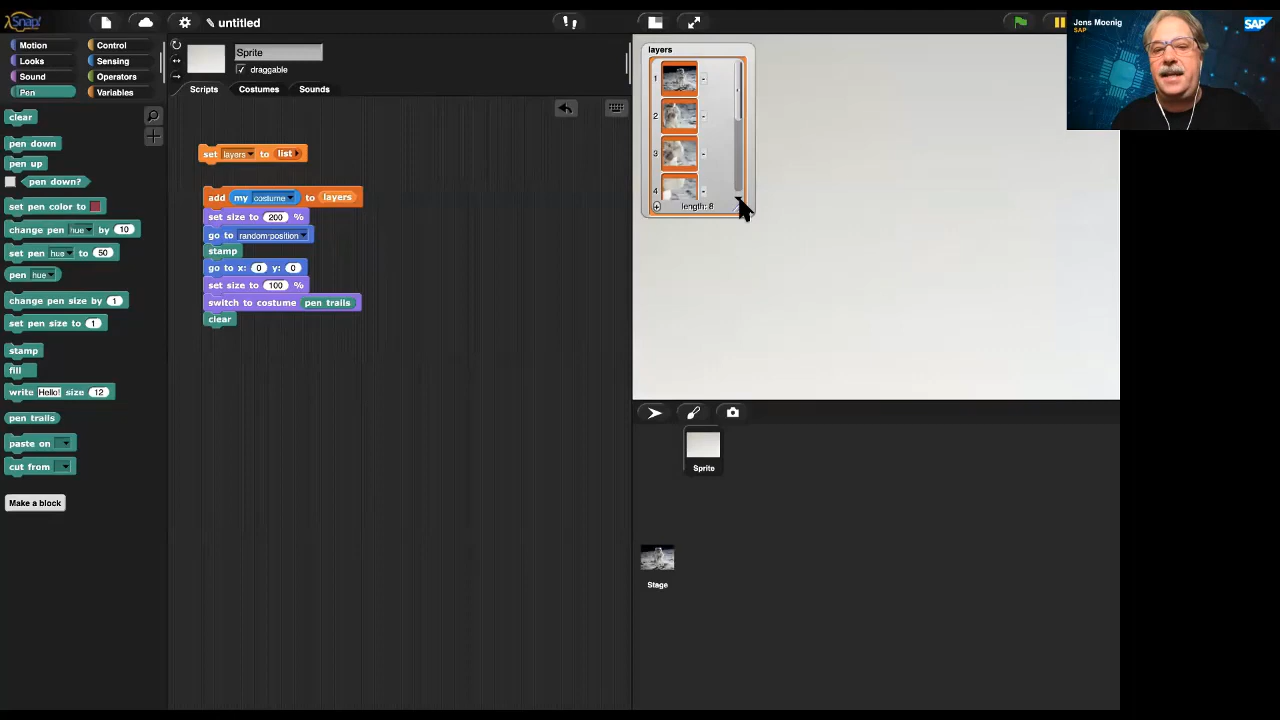 Snap!
untitled
Motion
Control
Looks
Sensing
Sound
Operators
Pen
Variables
Sprite
draggable
Scripts
Costumes
Sounds
clear
pen down
pen up
pen down?
set pen color to
change pen hue by 10
set pen hue to 50
pen hue
change pen size by 1
set pen size to 1
stamp
fill
write Hello! size 12
pen trails
paste on
cut from
Make a block
set layers to list
add my costume to layers
set size to 200 %
go to random position
stamp
go to x: 0 y: 0
set size to 100 %
switch to costume pen trails
clear
layers
1
2
3
4
length: 8
Sprite
Stage
Jens Moenig
SAP
SAP